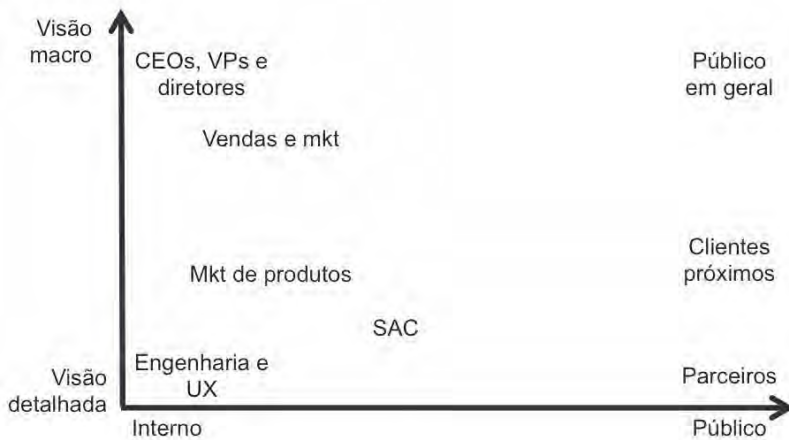 Visão
macro
CEOs, VPs e
diretores
Público
em geral
Vendas e mkt
Clientes
próximos
Mkt de produtos
SAC
Engenharia e
UX
Visão
detalhada
Parceiros
Interno
Público